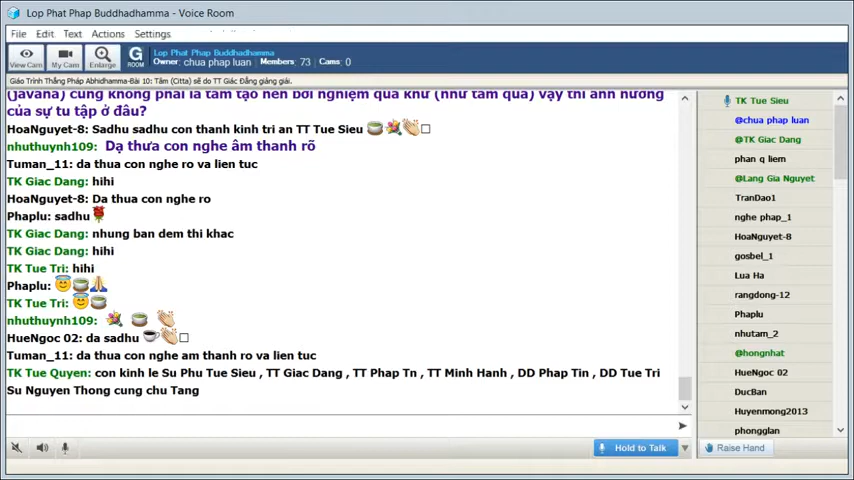 Lop Phat Phap Buddhadhamma - Voice Room
File Edit Text Actions Settings
View Cam My Cam Enlarge G ROOM Lop Phat Phap Buddhadhamma
Owner: chua phap luan Members: 73 Cams: 0
Giáo Trình Thắng Pháp Abhidhamma-Bài 10: Tâm (Citta) sẽ do TT Giác Đẳng giảng giải.
(javana) cũng không phải là tâm tạo nên bởi nghiệp quá khứ (như tâm quả) vậy thì ảnh hưởng
của sự tu tập ở đâu?
HoaNguyet-8: Sadhu sadhu con thanh kinh tri an TT Tue Sieu
nhuthuynh109: Dạ thưa con nghe âm thanh rõ
Tuman_11: da thua con nghe ro va lien tuc
TK Giac Dang: hihi
HoaNguyet-8: Da thua con nghe ro
Phaplu: sadhu
TK Giac Dang: nhung ban dem thi khac
TK Giac Dang: hihi
TK Tue Tri: hihi
Phaplu:
TK Tue Tri:
nhuthuynh109:
HueNgoc 02: da sadhu
Tuman_11: da thua con nghe am thanh ro va lien tuc
TK Tue Quyen: con kinh le Su Phu Tue Sieu , TT Giac Dang , TT Phap Tn , TT Minh Hanh , DD Phap Tin , DD Tue Tri
Su Nguyen Thong cung chu Tang
Hold to Talk
TK Tue Sieu
@chua phap luan
@TK Giac Dang
phan q liem
@Lang Gia Nguyet
TranDao1
nghe phap_1
HoaNguyet-8
gosbel_1
Lua Ha
rangdong-12
Phaplu
nhutam_2
@hongnhat
HueNgoc 02
DucBan
Huyenmong2013
phongglan
Raise Hand